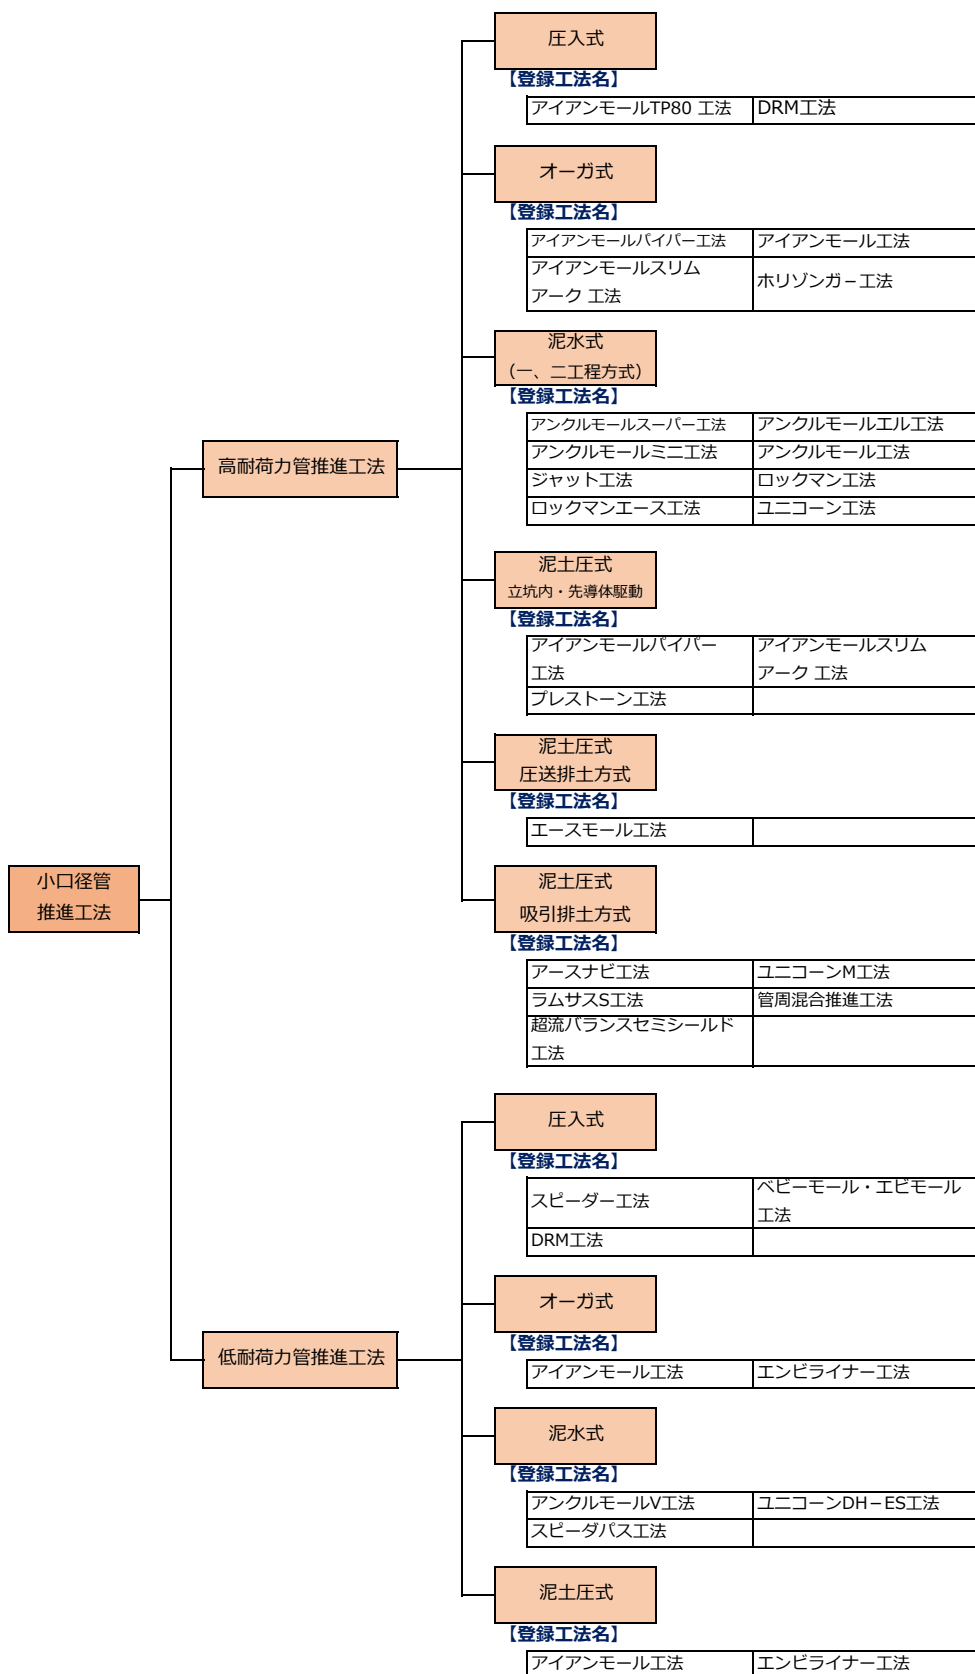 圧入式
【登録工法名】
アイアンモールTP80 工法 DRM工法
オーガ式
【登録工法名】
アイアンモールパイパー工法 アイアンモール工法
アイアンモールスリム
アーク 工法
ホリゾンガ－工法
泥水式
（一、二工程方式）
【登録工法名】
アンクルモールスーパー工法 アンクルモールエル工法
アンクルモールミニ工法 アンクルモール工法
ジャット工法 ロックマン工法
ロックマンエース工法 ユニコーン工法
高耐荷力管推進工法
泥土圧式
立坑内・先導体駆動
【登録工法名】
アイアンモールパイパー
工法
アイアンモールスリム
アーク 工法
プレストーン工法
泥土圧式
圧送排土方式
【登録工法名】
エースモール工法
小口径管
推進工法
泥土圧式
吸引排土方式
【登録工法名】
アースナビ工法 ユニコーンM工法
ラムサスS工法 管周混合推進工法
超流バランスセミシールド
工法
圧入式
【登録工法名】
スピーダー工法
ベビーモール・エビモール
工法
DRM工法
オーガ式
【登録工法名】
アイアンモール工法 エンビライナー工法
低耐荷力管推進工法
泥水式
【登録工法名】
アンクルモールV工法 ユニコーンDH－ES工法
スピーダパス工法
泥土圧式
【登録工法名】
アイアンモール工法 エンビライナー工法